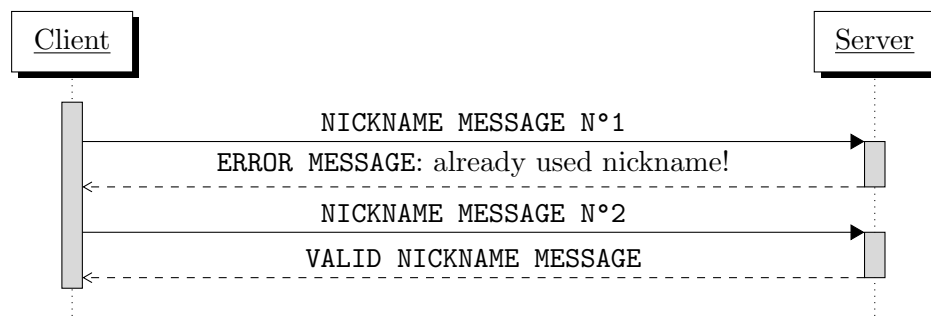 Client
Server
NICKNAME MESSAGE N°1
ERROR MESSAGE: already used nickname!
NICKNAME MESSAGE N°2
VALID NICKNAME MESSAGE